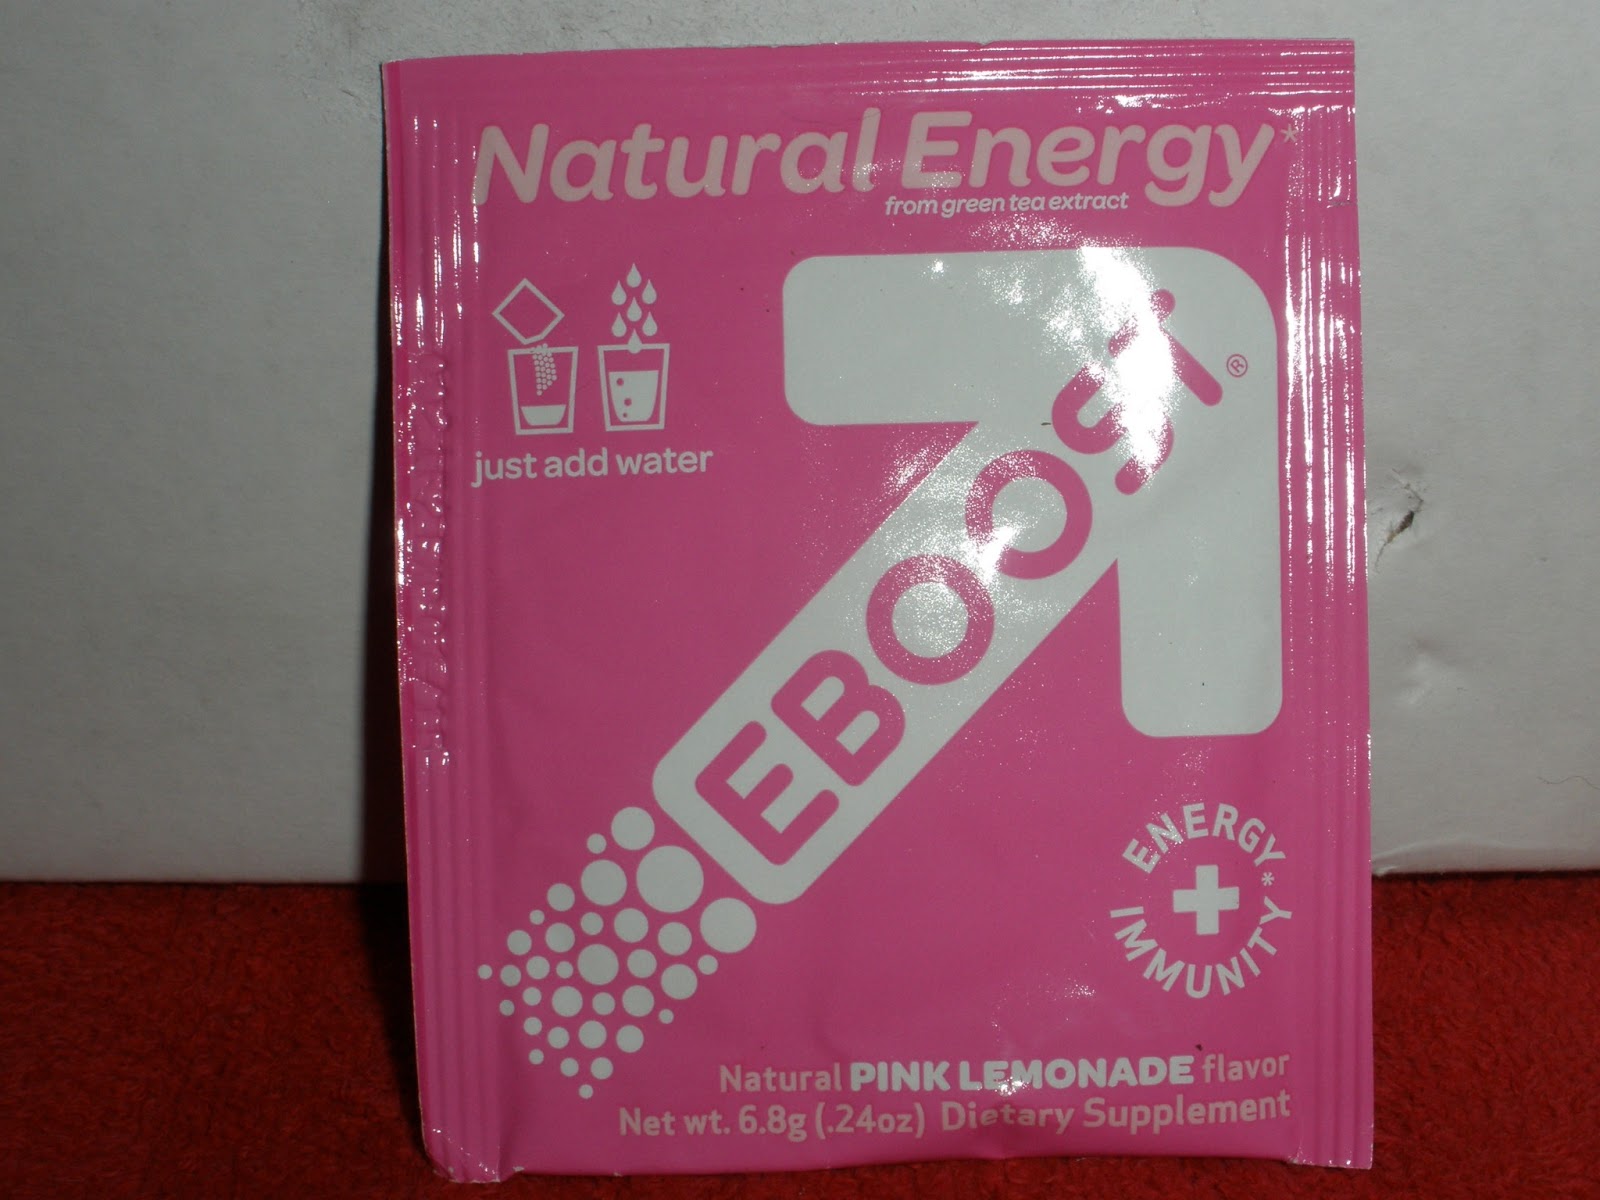 Natural Energy*
from green tea extract
just add water
EBOOST®
ENERGY*
IMMUNITY
Natural PINK LEMONADE flavor
Net wt. 6.8g (.24oz) Dietary Supplement